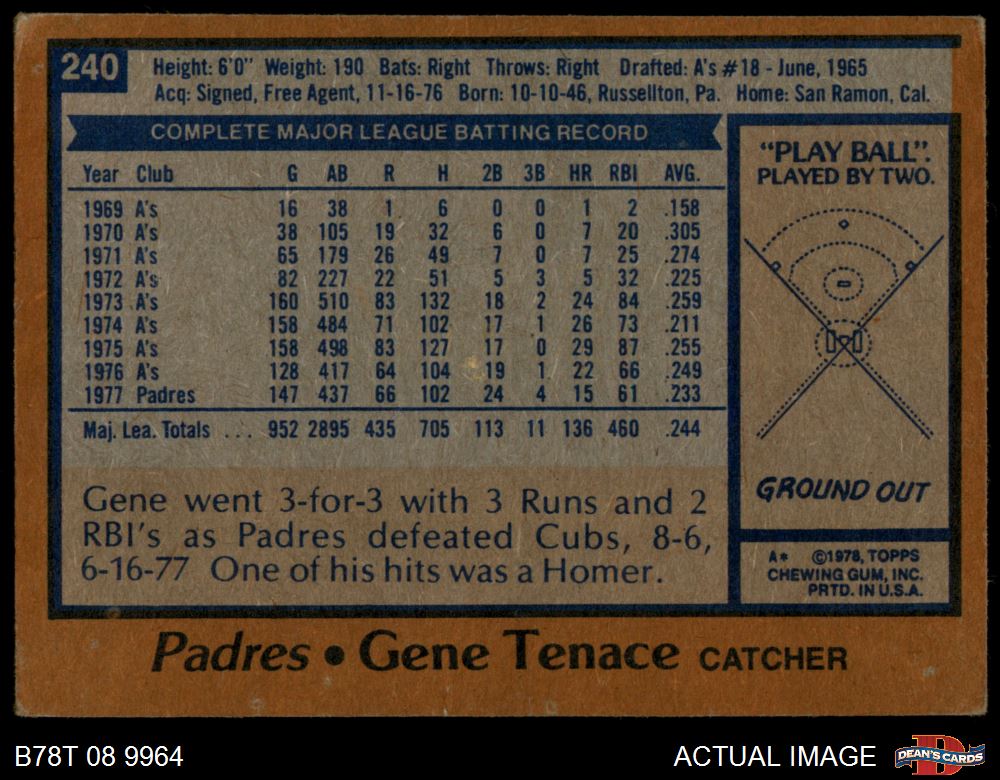 240
Height: 6'0" Weight: 190 Bats: Right Throws: Right Drafted: A's #18 - June, 1965
Acq: Signed, Free Agent, 11-16-76 Born: 10-10-46, Russellton, Pa. Home: San Ramon, Cal.
COMPLETE MAJOR LEAGUE BATTING RECORD
Year Club G AB R H 2B 3B HR RBI AVG.
1969 A's 16 38 1 6 0 0 1 2 .158
1970 A's 38 105 19 32 6 0 7 20 .305
1971 A's 65 179 26 49 7 0 7 25 .274
1972 A's 82 227 22 51 5 3 5 32 .225
1973 A's 160 510 83 132 18 2 24 84 .259
1974 A's 158 484 71 102 17 1 26 73 .211
1975 A's 158 498 83 127 17 0 29 87 .255
1976 A's 128 417 64 104 19 1 22 66 .249
1977 Padres 147 437 66 102 24 4 15 61 .233
Maj. Lea. Totals ... 952 2895 435 705 113 11 136 460 .244
Gene went 3-for-3 with 3 Runs and 2
RBI's as Padres defeated Cubs, 8-6,
6-16-77 One of his hits was a Homer.
"PLAY BALL".
PLAYED BY TWO.
GROUND OUT
A* ©1978, TOPPS
CHEWING GUM, INC.
PRTD. IN U.S.A.
Padres • Gene Tenace CATCHER
B78T 08 9964
ACTUAL IMAGE
DEAN'S CARDS